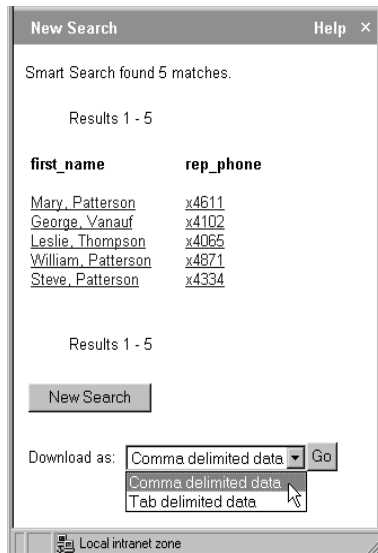 New Search Help ×
Smart Search found 5 matches.
Results 1 - 5
first_name rep_phone
Mary, Patterson x4611
George, Vanauf x4102
Leslie, Thompson x4065
William, Patterson x4871
Steve, Patterson x4334
Results 1 - 5
New Search
Download as: Comma delimited data Go
Comma delimited data
Tab delimited data
Local intranet zone